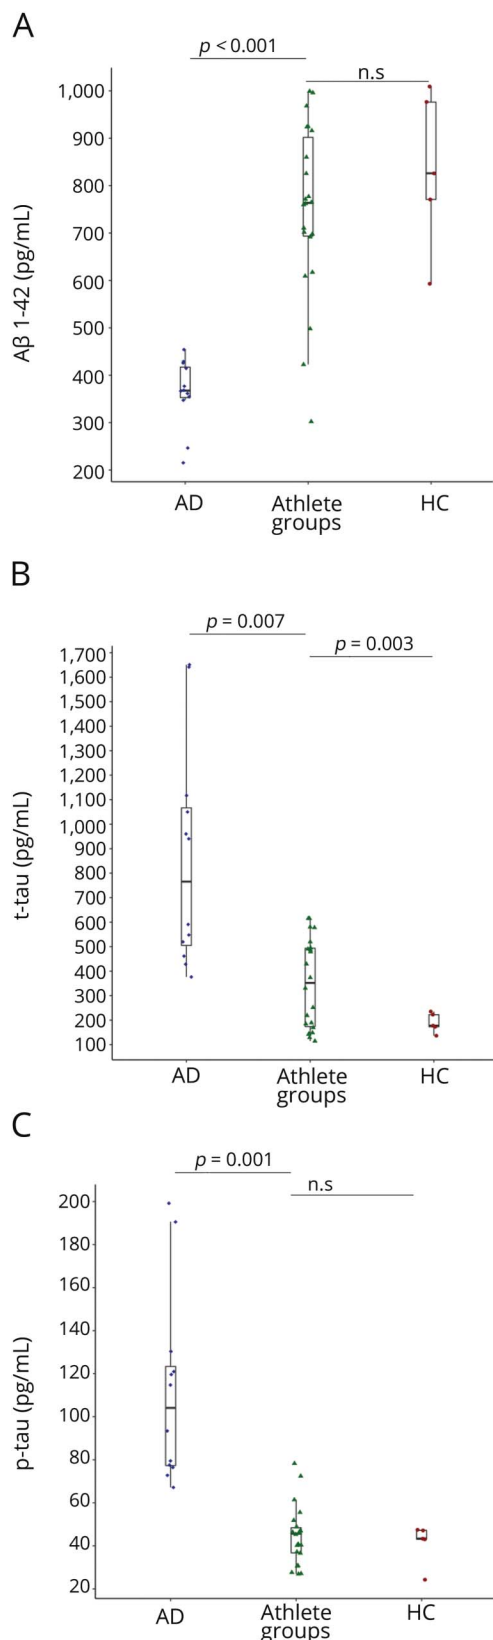 A
p < 0.001
n.s
1,000
900
800
700
600
500
400
300
200
Aβ 1-42 (pg/mL)
AD
Athlete
groups
HC
B
p = 0.007
p = 0.003
1,700
1,600
1,500
1,400
1,300
1,200
1,100
1,000
900
800
700
600
500
400
300
200
100
t-tau (pg/mL)
AD
Athlete
groups
HC
C
p = 0.001
n.s
200
180
160
140
120
100
80
60
40
20
p-tau (pg/mL)
AD
Athlete
groups
HC